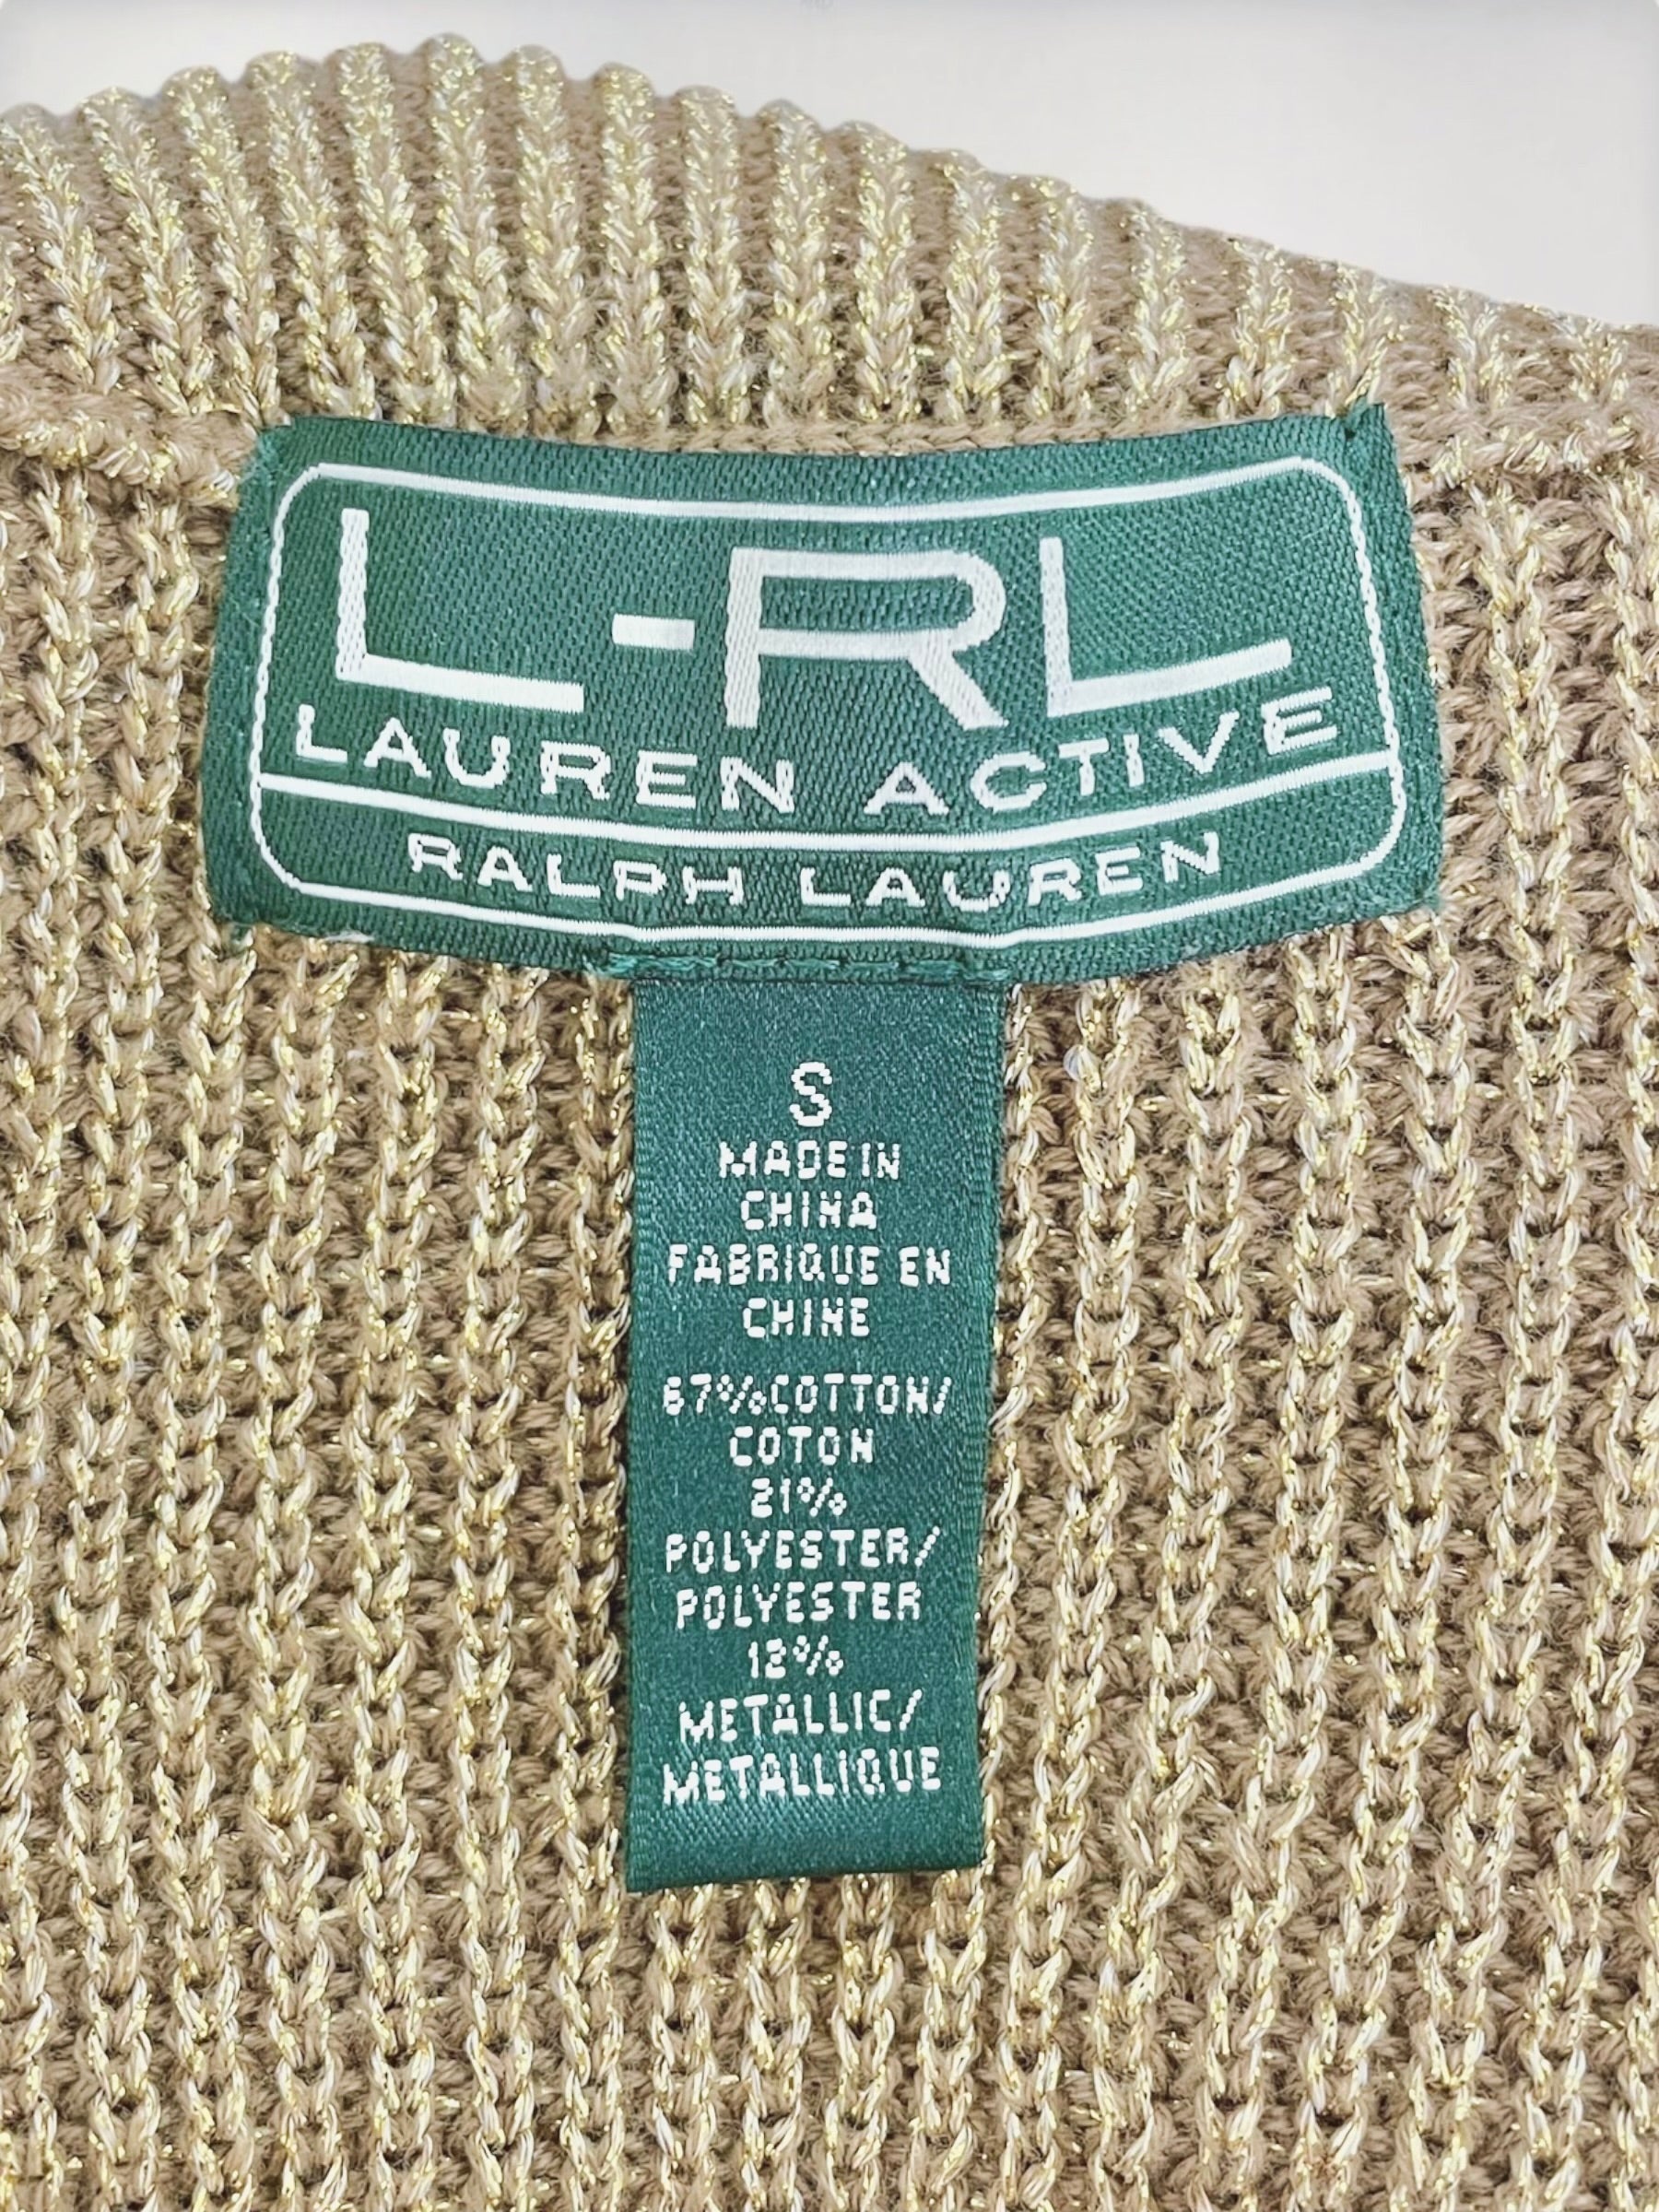 L-RL
LAUREN ACTIVE
RALPH LAUREN
S
MADE IN
CHINA
FABRIQUE EN
CHINE
67%COTTON/
COTON
21%
POLYESTER/
POLYESTER
12%
METALLIC/
METALLIQUE